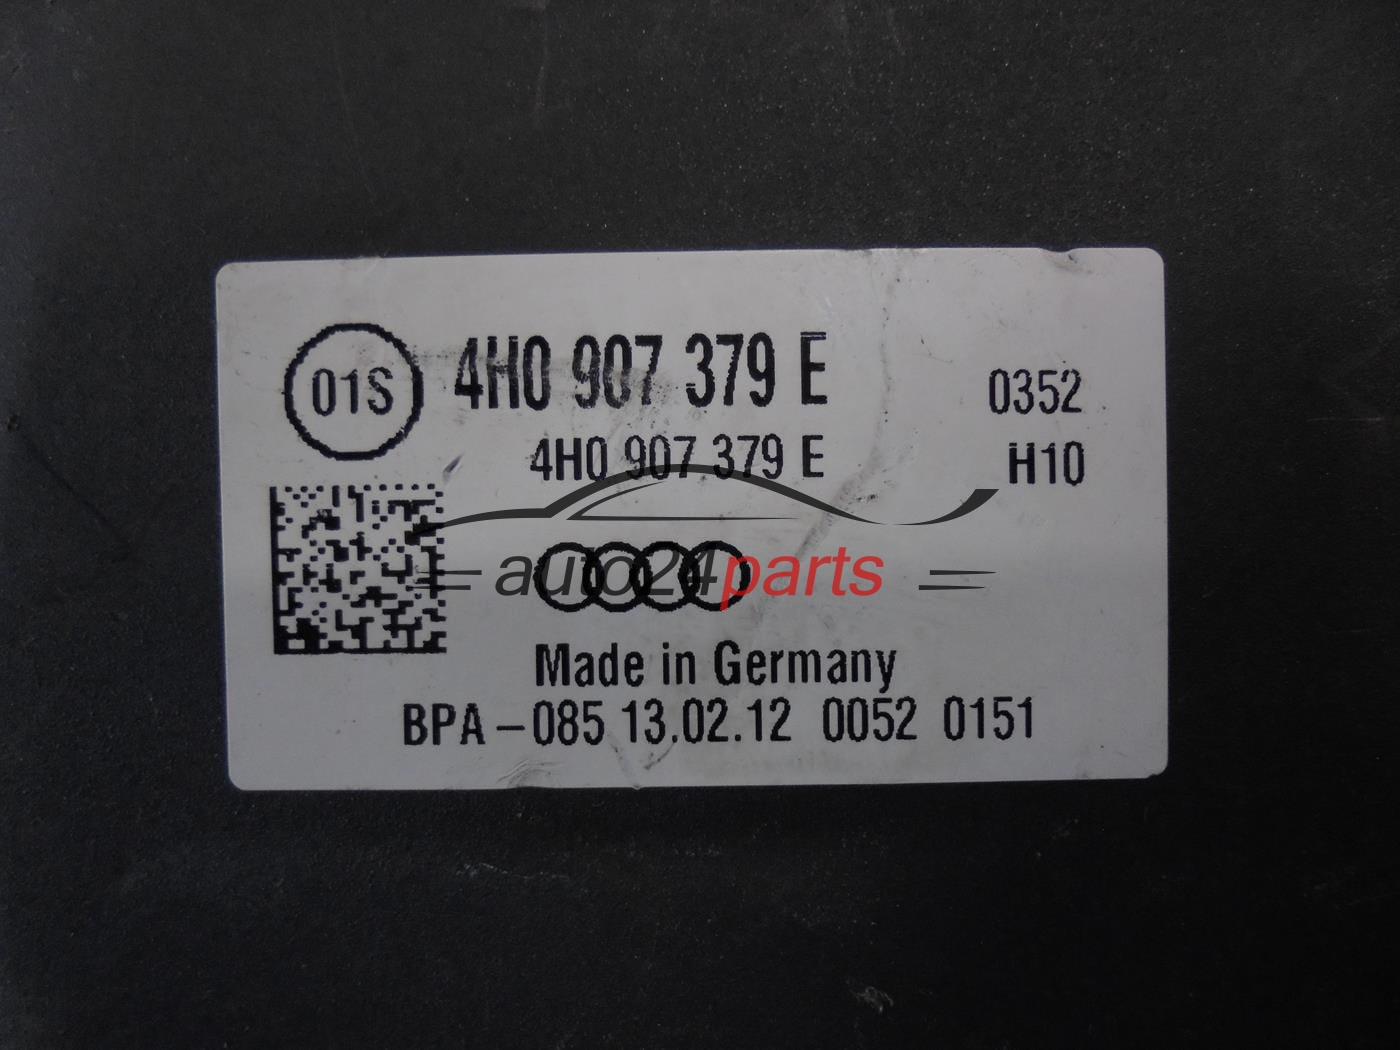 01S 4H0 907 379 E 0352
4H0 907 379 E H10
auto24parts
Made in Germany
BPA-085 13.02.12 0052 0151